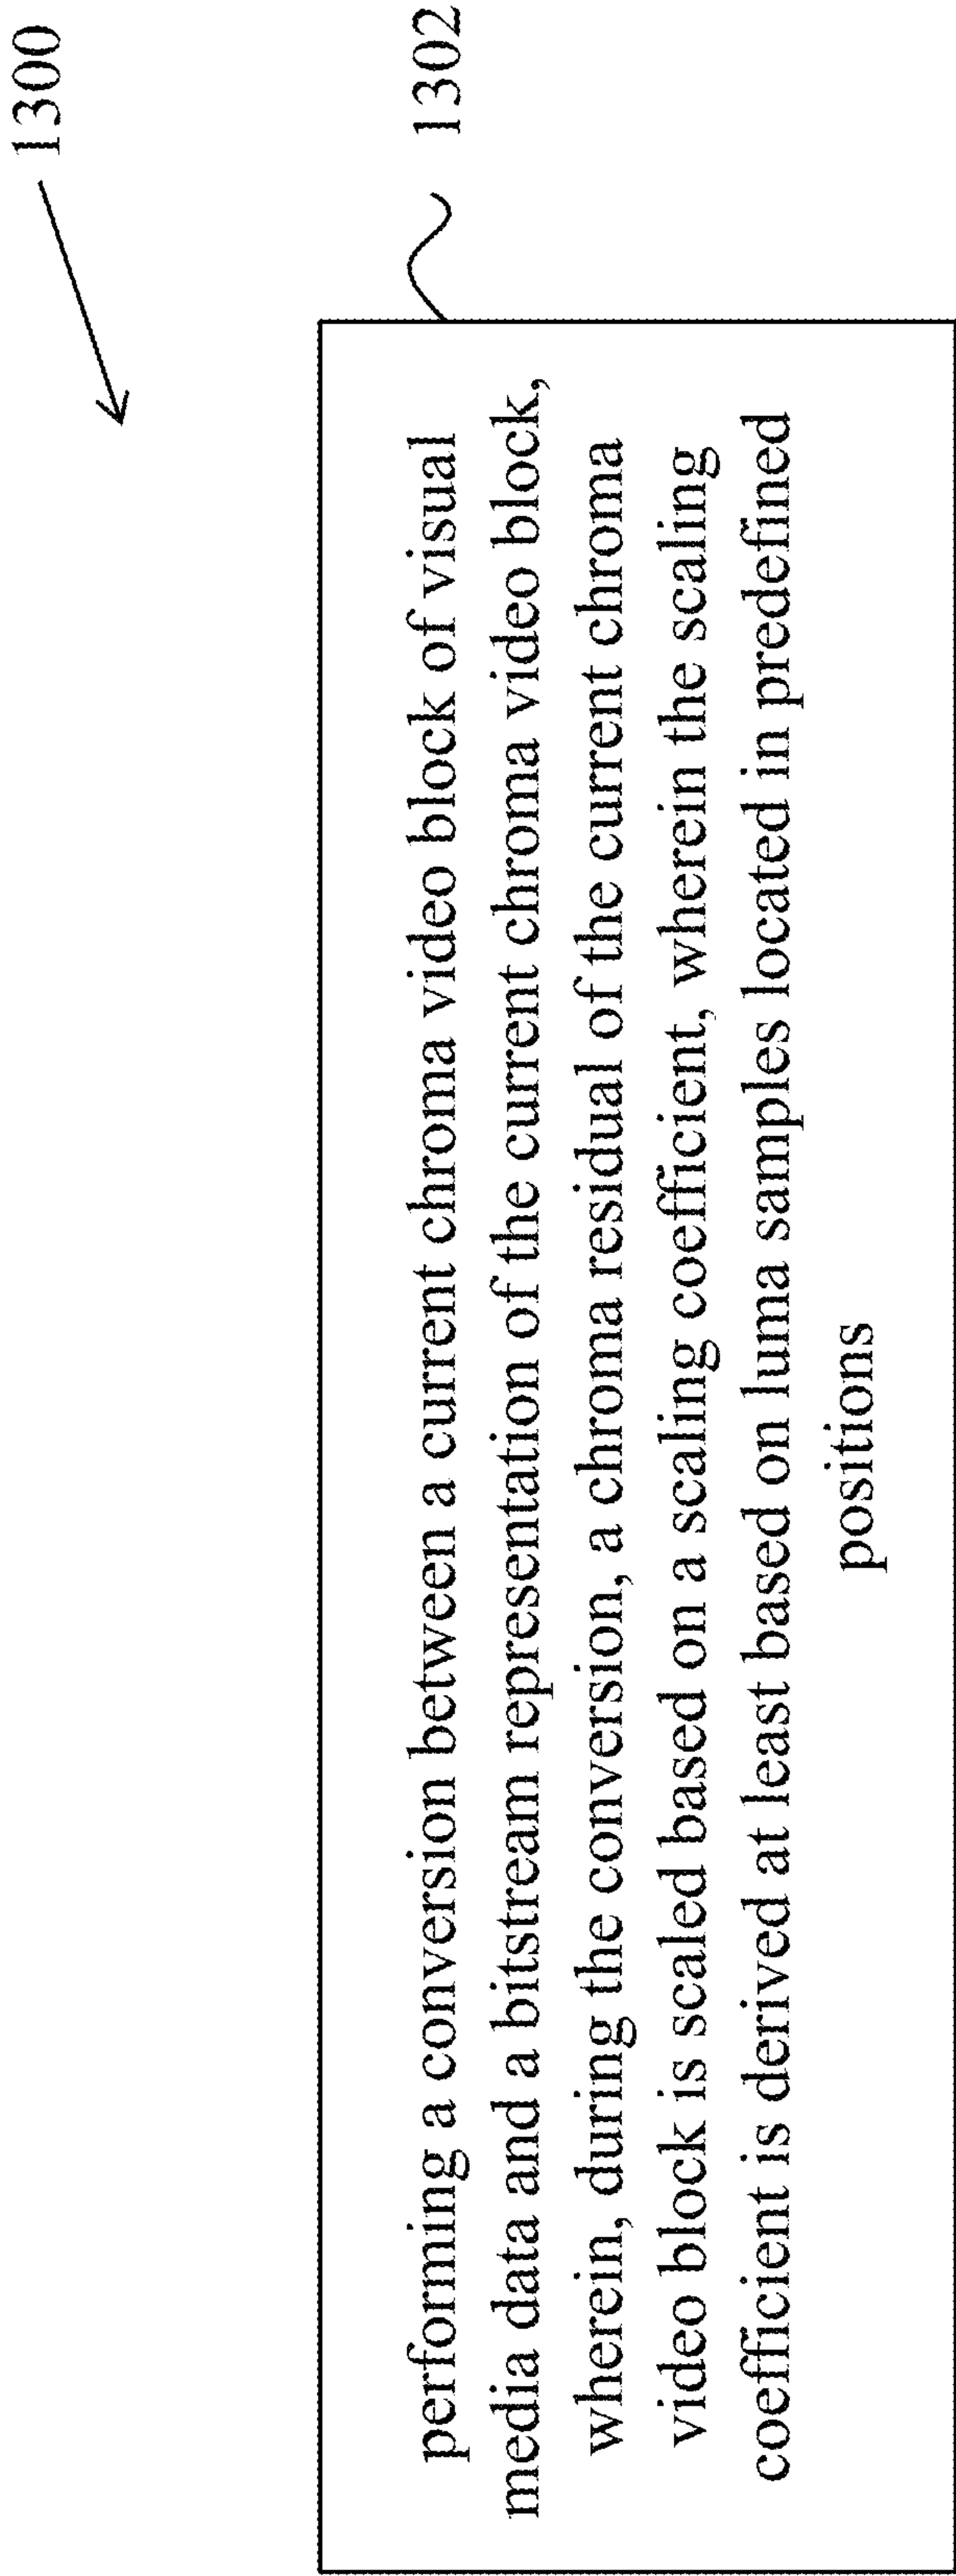 1300
1302
performing a conversion between a current chroma video block of visual
media data and a bitstream representation of the current chroma video block,
wherein, during the conversion, a chroma residual of the current chroma
video block is scaled based on a scaling coefficient, wherein the scaling
coefficient is derived at least based on luma samples located in predefined
positions